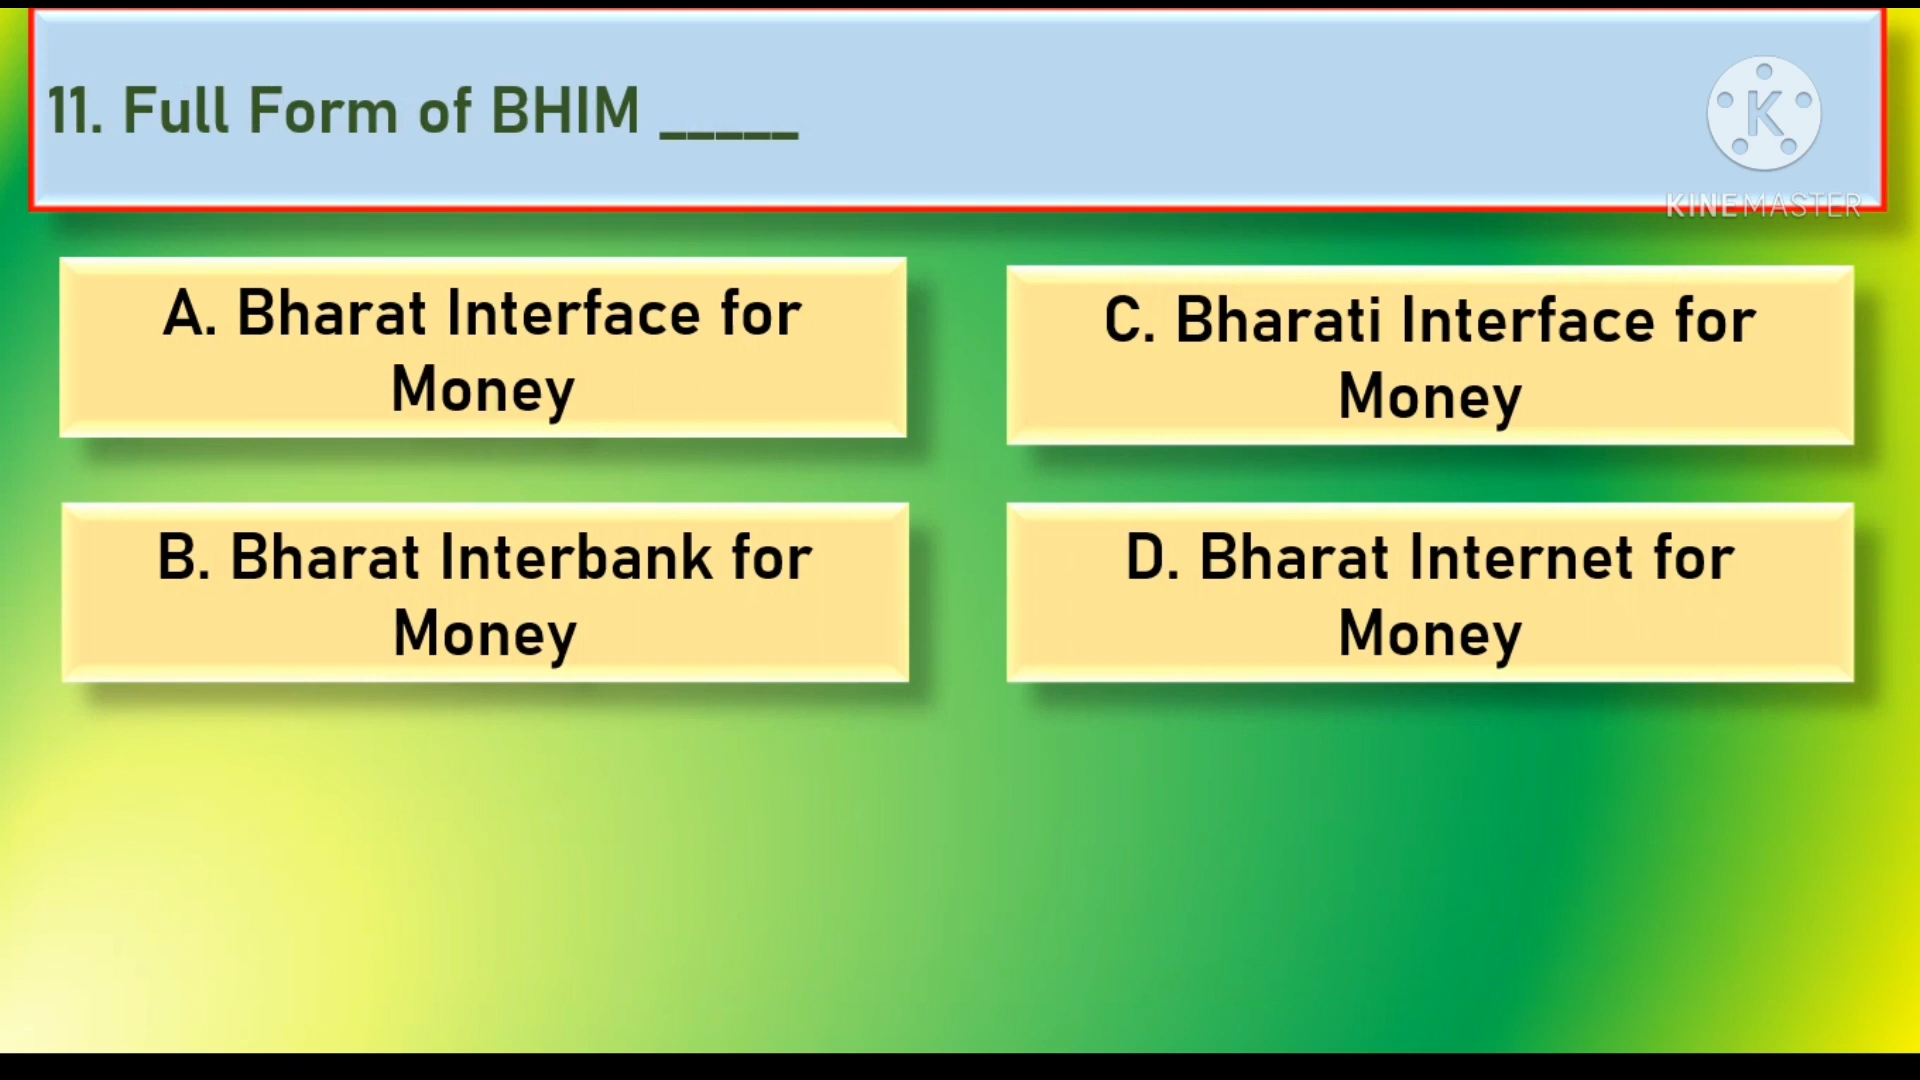 11. Full Form of BHIM _____
K
KINEMASTER
A. Bharat Interface for
Money
C. Bharati Interface for
Money
B. Bharat Interbank for
Money
D. Bharat Internet for
Money